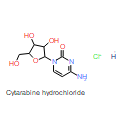 HO
OH
HO
O
O
N
N
NH₂
Cl⁻
H
Cytarabine hydrochloride